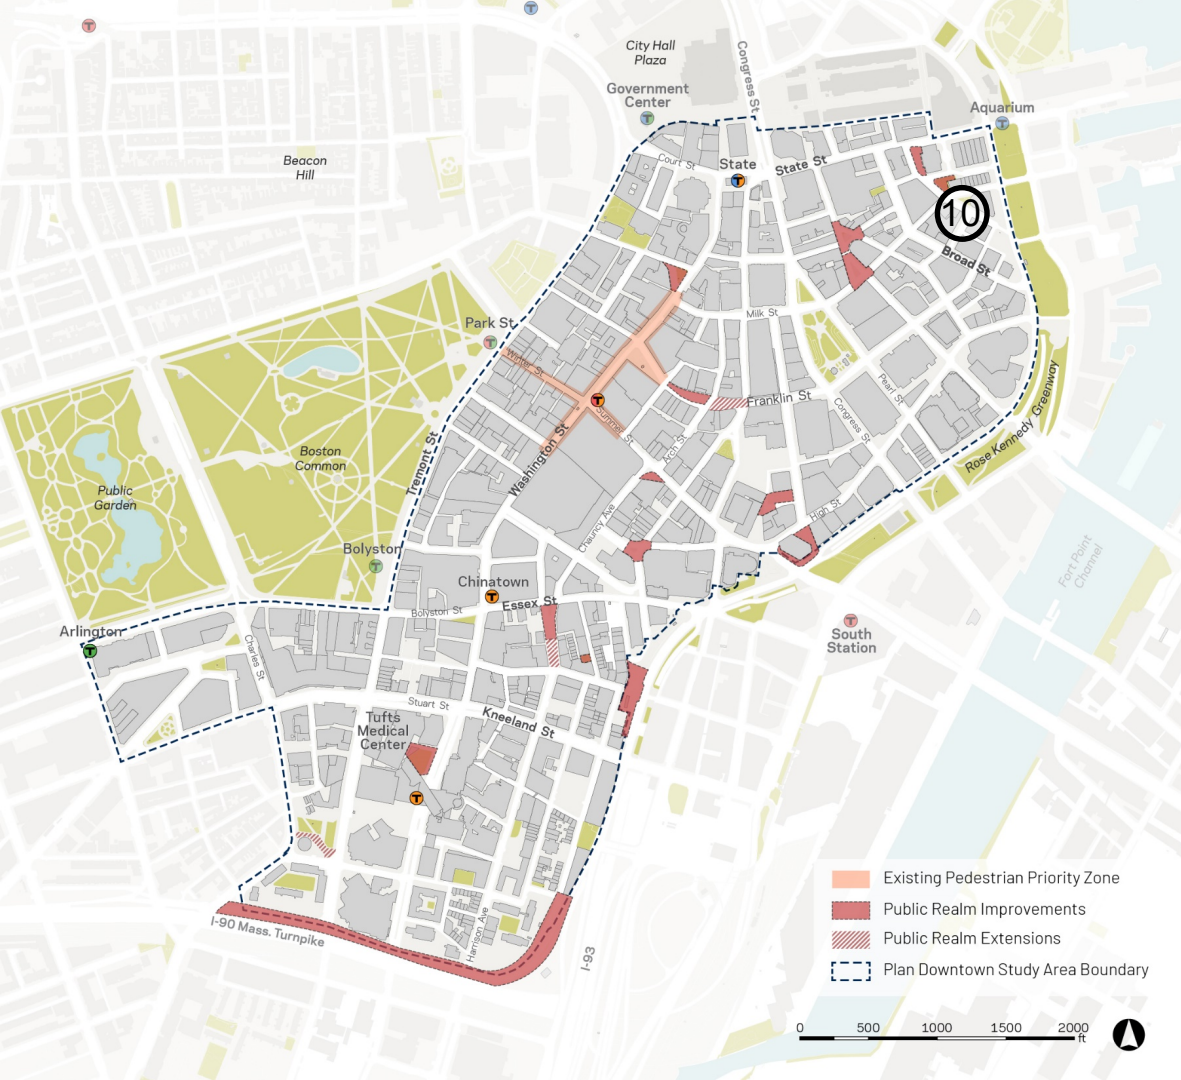 City Hall
Plaza
Congress St
Government
Center
Aquarium
Beacon
Hill
Court St
State
State St
10
Broad St
Park St
Milk St
Winter St
Summer St
Franklin St
Pearl St
Congress St
Rose Kennedy Greenway
Tremont St
Washington St
Arch St
Boston
Common
Public
Garden
High St
Chauncy Ave
Bolyston
Fort Point
Channel
Chinatown
Essex St
Bolyston St
Arlington
Charles St
South
Station
Stuart St
Kneeland St
Tufts
Medical
Center
Harrison Ave
I-90 Mass. Turnpike
I-93
Existing Pedestrian Priority Zone
Public Realm Improvements
Public Realm Extensions
Plan Downtown Study Area Boundary
0 500 1000 1500 2000
ft
T
T
T
T
T
T
T
T
T
T
T
T